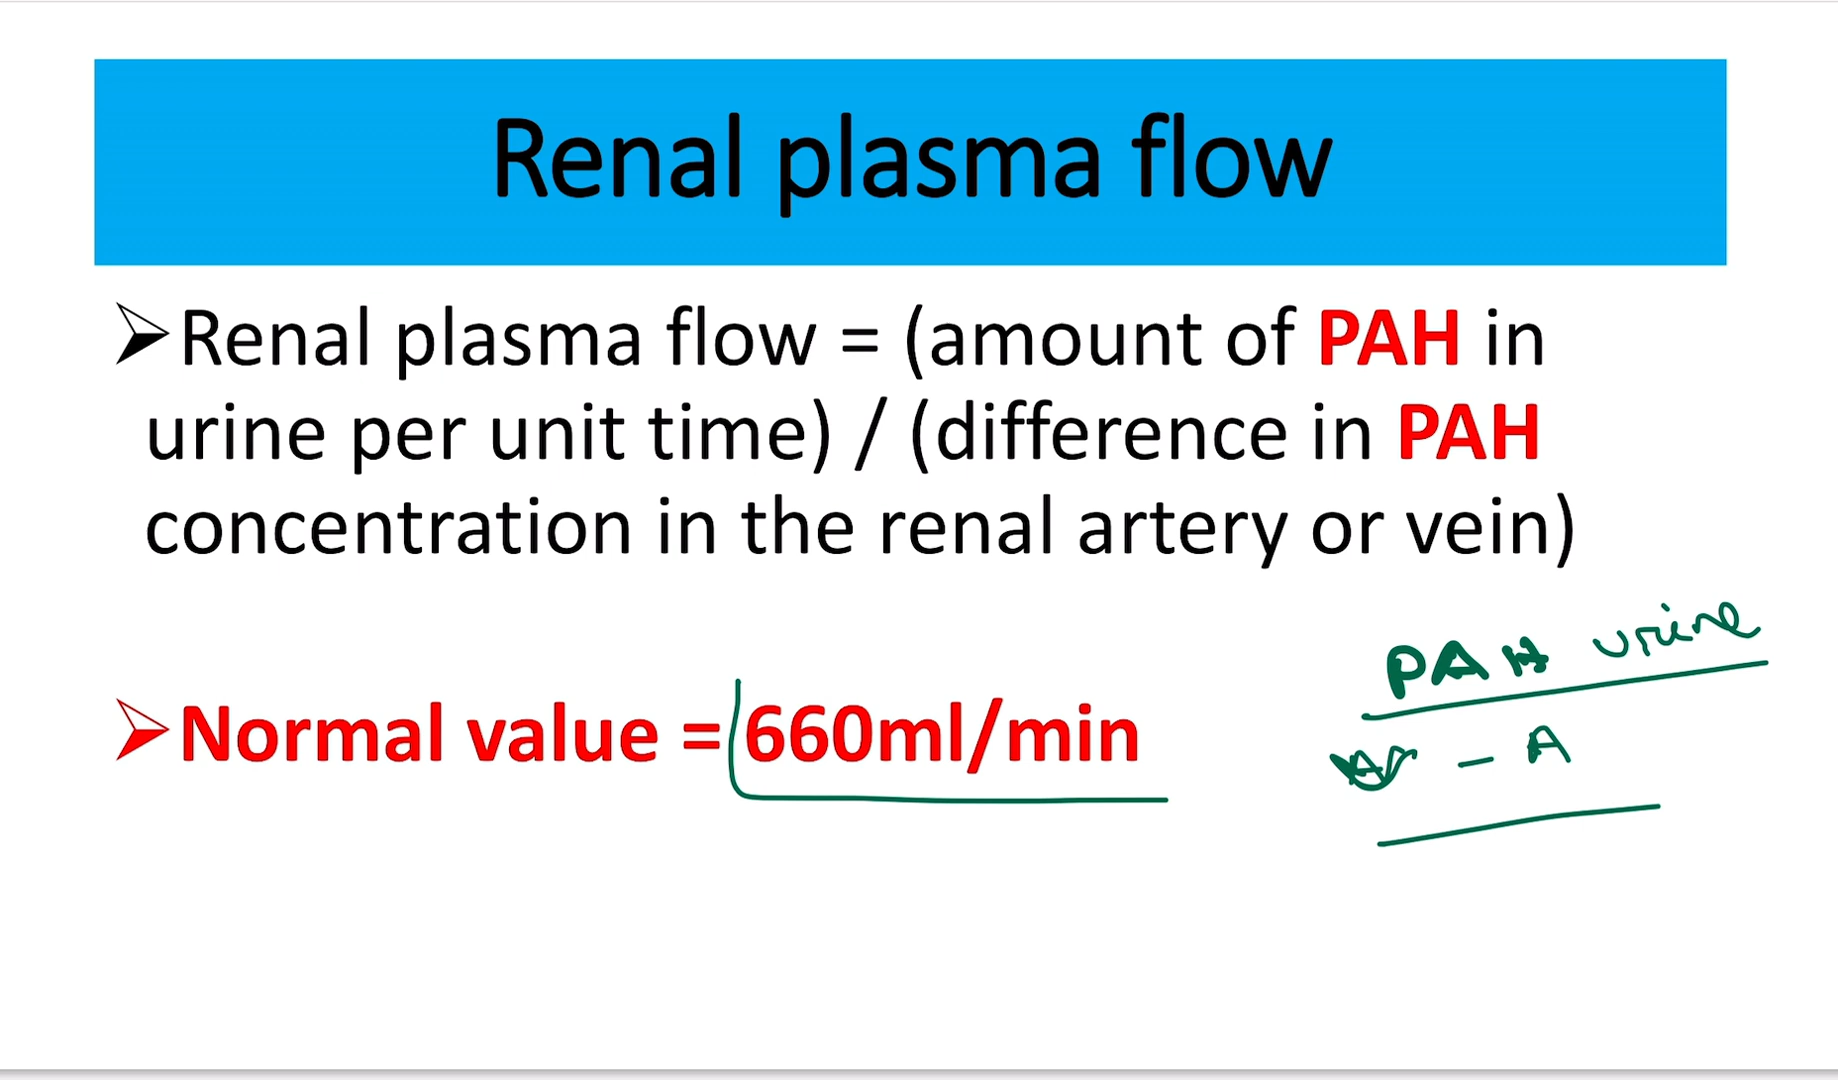 Renal plasma flow
➢Renal plasma flow = (amount of PAH in
urine per unit time) / (difference in PAH
concentration in the renal artery or vein)
➢Normal value = 660ml/min
PAH urine
- A